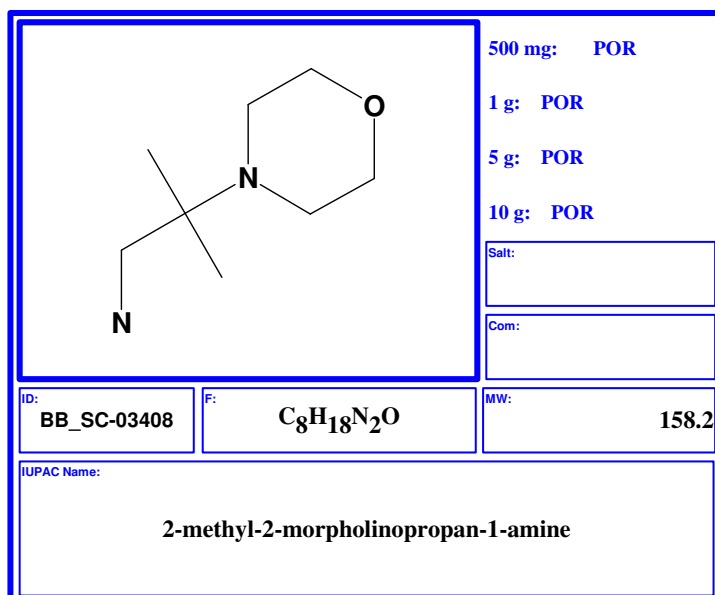 500 mg: POR
1 g: POR
5 g: POR
10 g: POR
O
N
N
Salt:
Com:
ID:
BB_SC-03408
F:
C8H18N2O
MW:
158.2
IUPAC Name:
2-methyl-2-morpholinopropan-1-amine